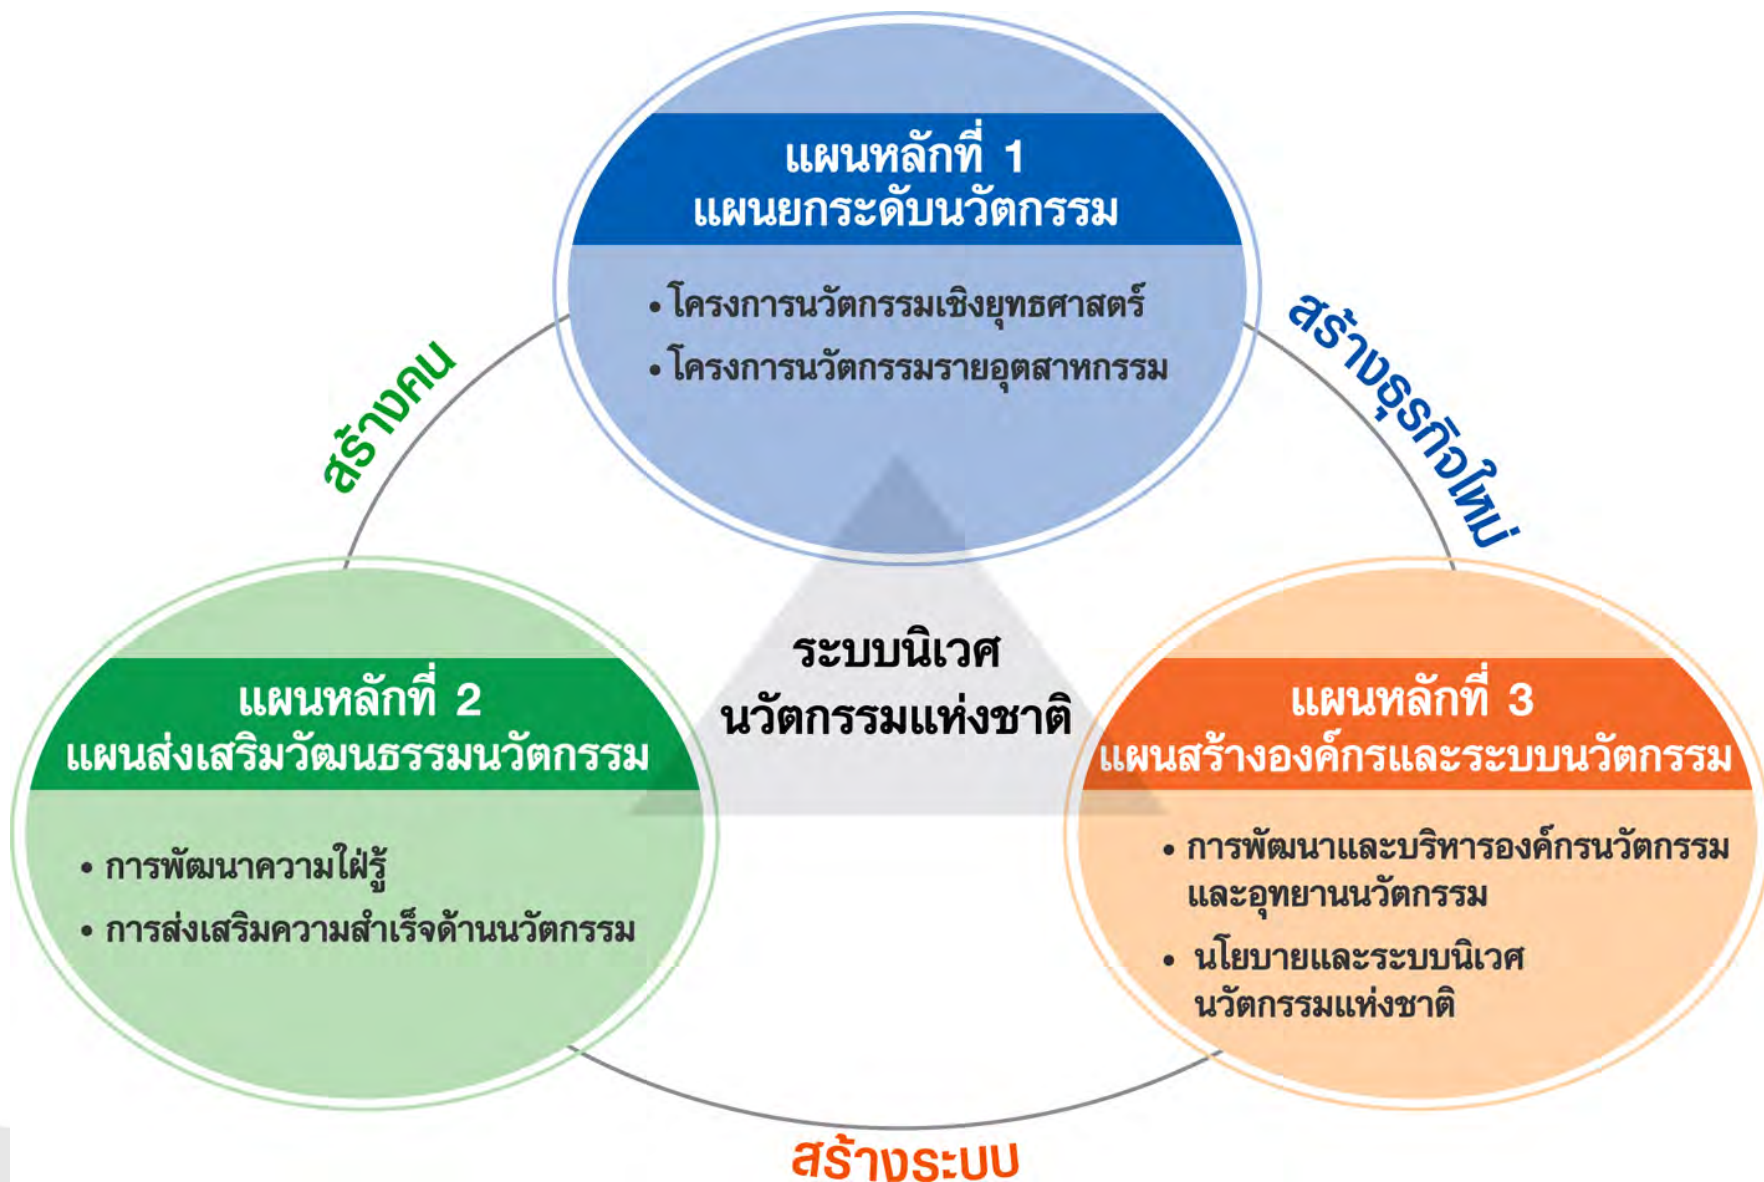 แผนหลักที่ 1
แผนยกระดับนวัตกรรม
• โครงการนวัตกรรมเชิงยุทธศาสตร์
• โครงการนวัตกรรมรายอุตสาหกรรม
สร้างคน
สร้างธุรกิจใหม่
ระบบนิเวศ
นวัตกรรมแห่งชาติ
แผนหลักที่ 2
แผนส่งเสริมวัฒนธรรมนวัตกรรม
• การพัฒนาความใฝ่รู้
• การส่งเสริมความสำเร็จด้านนวัตกรรม
แผนหลักที่ 3
แผนสร้างองค์กรและระบบนวัตกรรม
• การพัฒนาและบริหารองค์กรนวัตกรรม
และอุทยานนวัตกรรม
• นโยบายและระบบนิเวศ
นวัตกรรมแห่งชาติ
สร้างระบบ